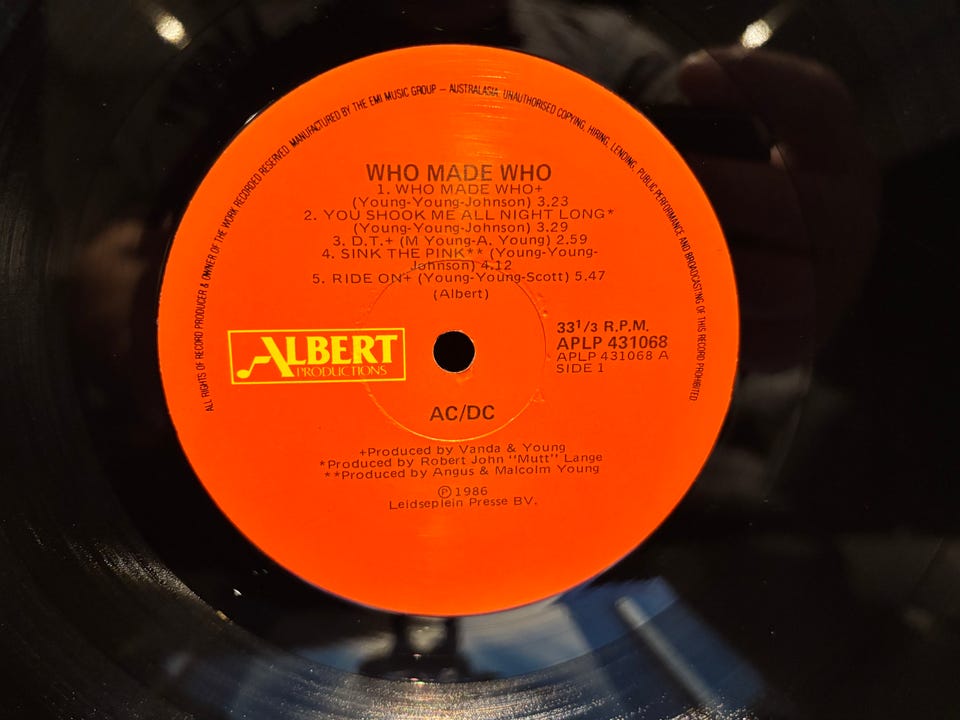 ALL RIGHTS OF RECORD PRODUCER & OWNER OF THE WORK RECORDED RESERVED MANUFACTURED BY THE EMI MUSIC GROUP – AUSTRALASIA. UNAUTHORISED COPYING, HIRING, LENDING, PUBLIC PERFORMANCE AND BROADCASTING OF THIS RECORD PROHIBITED
WHO MADE WHO
1. WHO MADE WHO+
(Young-Young-Johnson) 3.23
2. YOU SHOOK ME ALL NIGHT LONG*
(Young-Young-Johnson) 3.29
3. D.T.+ (M Young-A. Young) 2.59
4. SINK THE PINK** (Young-Young-
Johnson) 4.12
5. RIDE ON+ (Young-Young-Scott) 5.47
(Albert)
ALBERT
PRODUCTIONS
33 1/3 R.P.M.
APLP 431068
APLP 431068 A
SIDE 1
AC/DC
+Produced by Vanda & Young
*Produced by Robert John "Mutt" Lange
**Produced by Angus & Malcolm Young
℗ 1986
Leidseplein Presse BV.